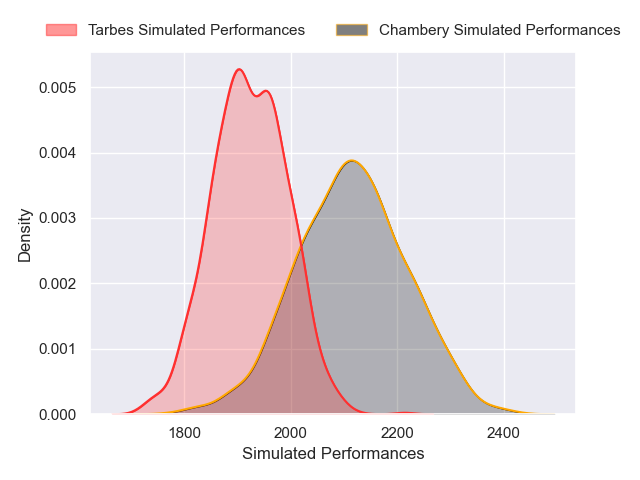 Tarbes Simulated Performances Chambery Simulated Performances
0.005
0.004
0.003
0.002
0.001
0.000
Density
1800 2000 2200 2400
Simulated Performances